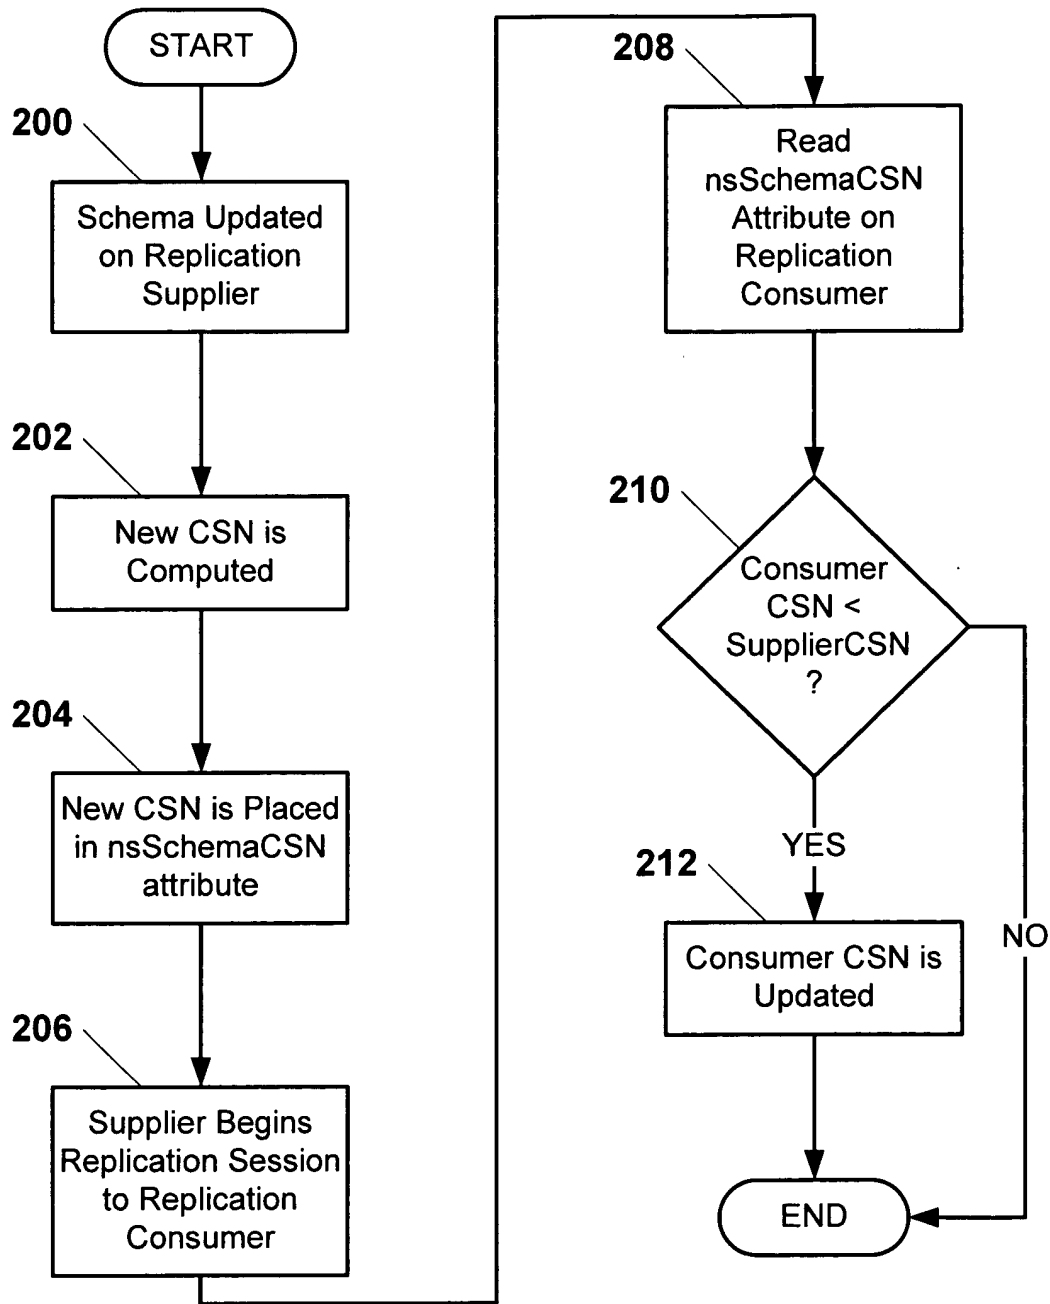 START
200
Schema Updated
on Replication
Supplier
202
New CSN is
Computed
204
New CSN is Placed
in nsSchemaCSN
attribute
206
Supplier Begins
Replication Session
to Replication
Consumer
208
Read
nsSchemaCSN
Attribute on
Replication
Consumer
210
Consumer
CSN <
SupplierCSN
?
YES
NO
212
Consumer CSN is
Updated
END